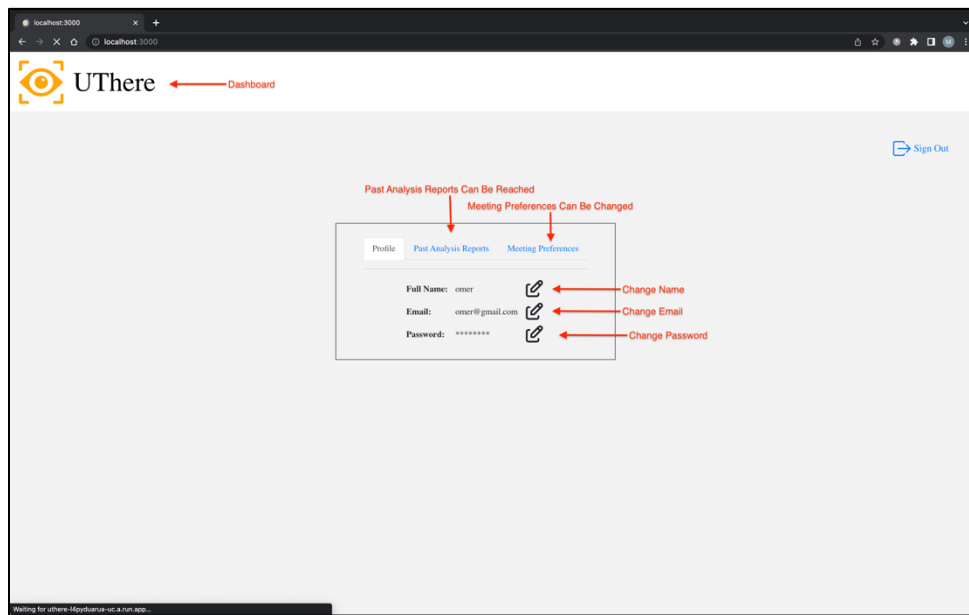 localhost:3000
localhost:3000
M
UThere
Dashboard
Sign Out
Past Analysis Reports Can Be Reached
Meeting Preferences Can Be Changed
Profile Past Analysis Reports Meeting Preferences
Full Name: omer Change Name
Email: omer@gmail.com Change Email
Password: ******** Change Password
Waiting for uthere-l4pyduarua-uc.a.run.app...